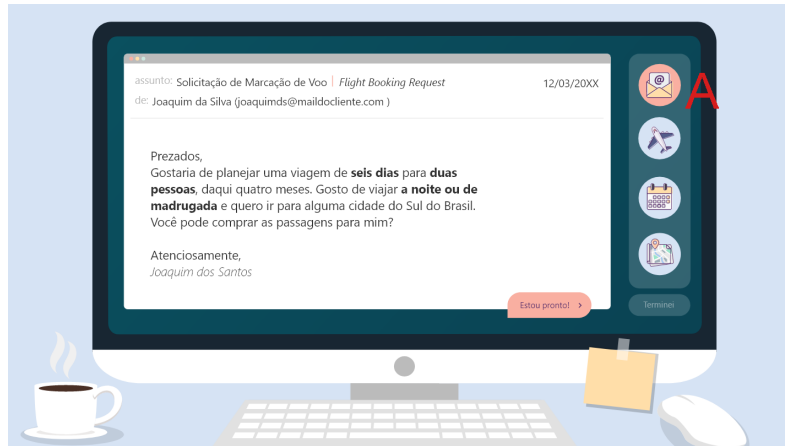 assunto: Solicitação de Marcação de Voo | Flight Booking Request 12/03/20XX
de: Joaquim da Silva (joaquimds@maildocliente.com )
Prezados,
Gostaria de planejar uma viagem de seis dias para duas
pessoas, daqui quatro meses. Gosto de viajar a noite ou de
madrugada e quero ir para alguma cidade do Sul do Brasil.
Você pode comprar as passagens para mim?
Atenciosamente,
Joaquim dos Santos
Estou pronto! >
@
A
Terminei